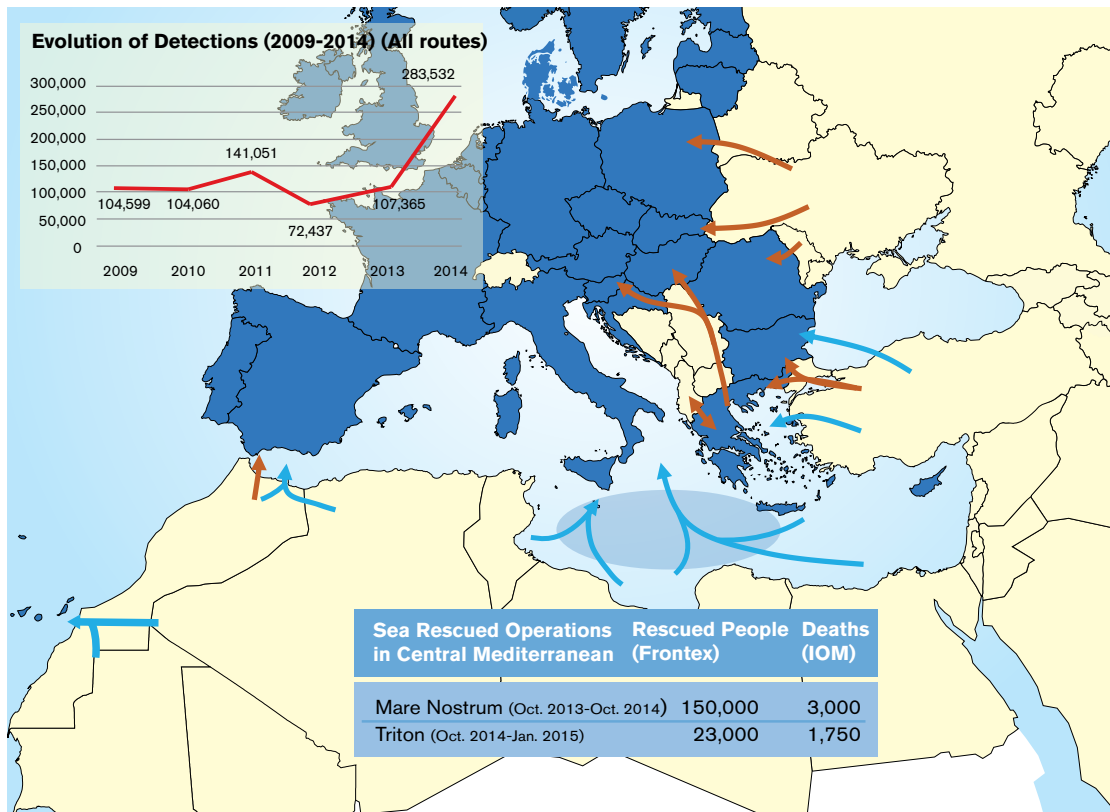 Evolution of Detections (2009-2014) (All routes)
283,532
300,000
250,000
200,000
150,000
141,051
100,000
104,599 104,060 107,365
50,000
72,437
0
2009 2010 2011 2012 2013 2014
Sea Rescued Operations Rescued People Deaths
in Central Mediterranean (Frontex) (IOM)
Mare Nostrum (Oct. 2013-Oct. 2014) 150,000 3,000
Triton (Oct. 2014-Jan. 2015) 23,000 1,750